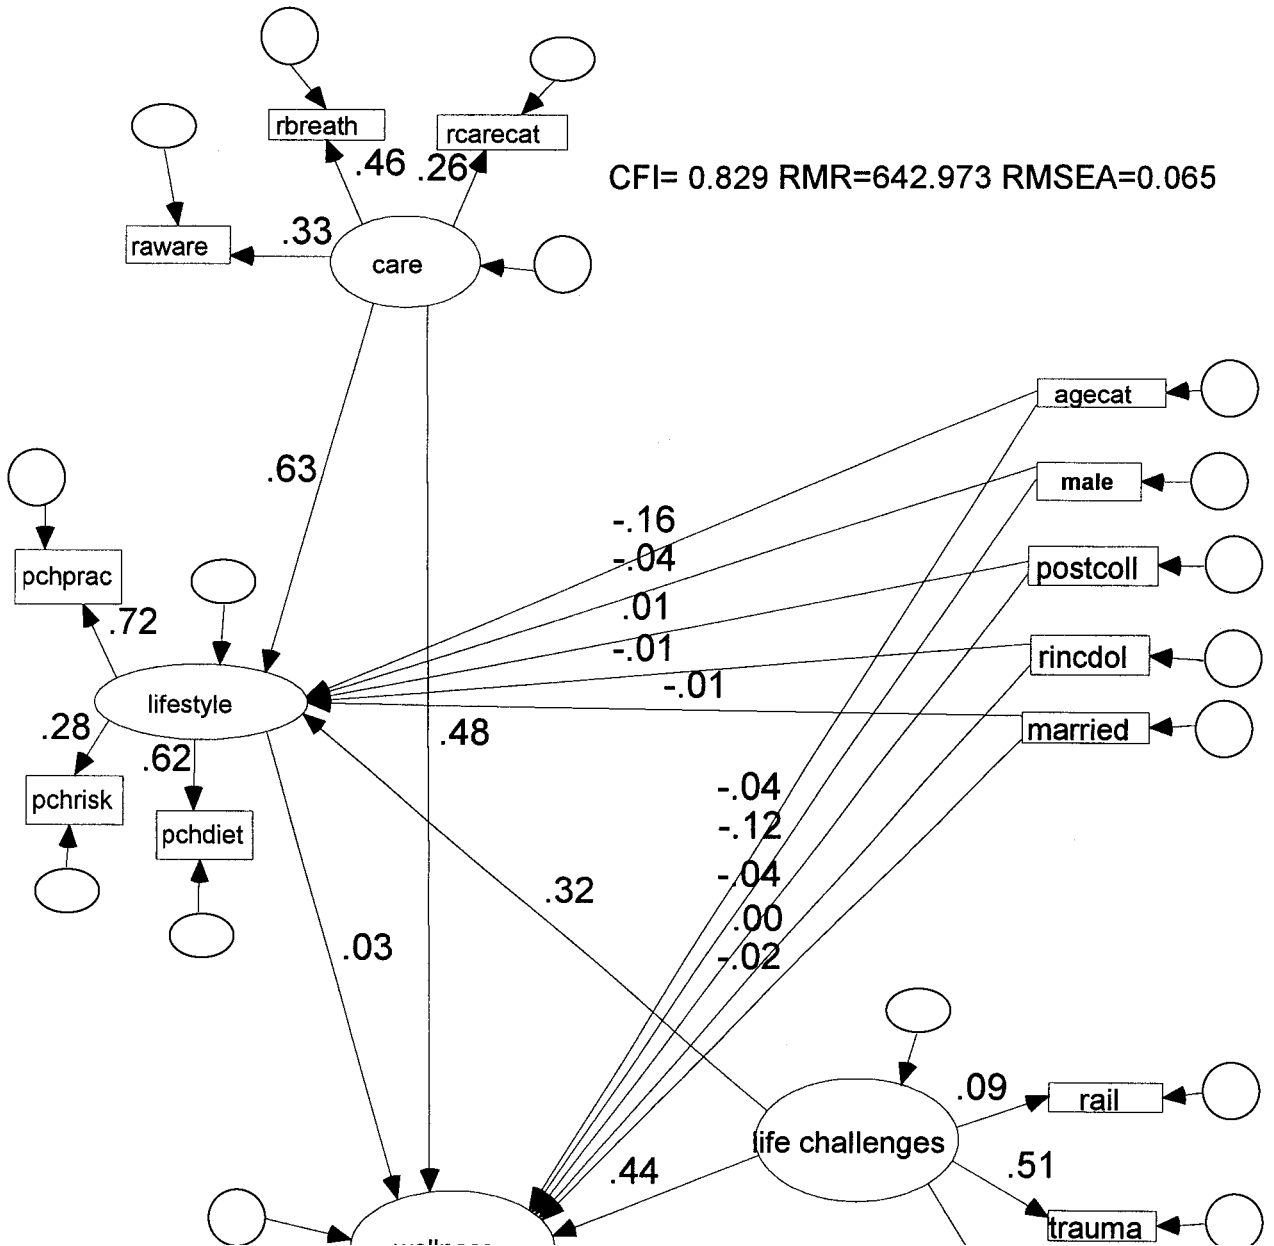 rbreath
rcarecat
.46 .26
CFI= 0.829 RMR=642.973 RMSEA=0.065
raware
.33
care
agecat
.63
male
-.16
-.04
pchprac
postcoll
.72
.01
-.01
rincdol
-.01
lifestyle
.28
.48
married
.62
pchrisk
-.04
pchdiet
-.12
-.04
.32
.00
.03
-.02
.09
rail
life challenges
.44
.51
trauma